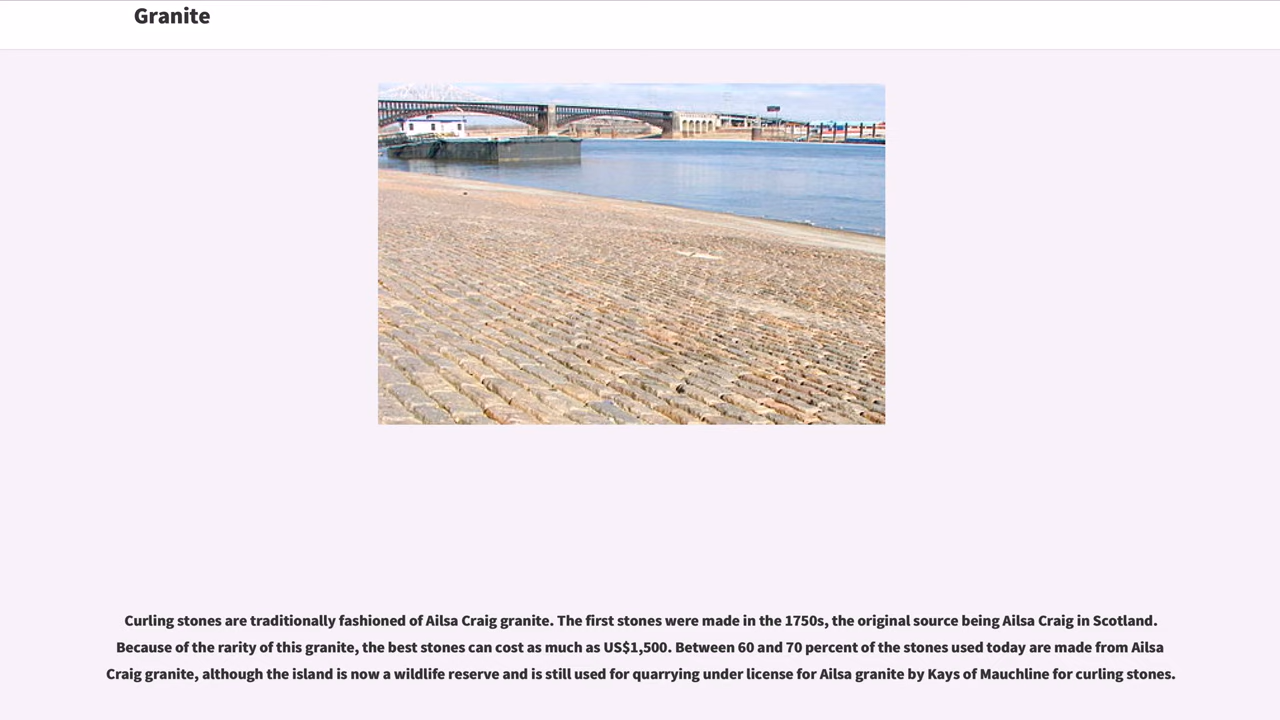 Granite
Curling stones are traditionally fashioned of Ailsa Craig granite. The first stones were made in the 1750s, the original source being Ailsa Craig in Scotland.
Because of the rarity of this granite, the best stones can cost as much as US$1,500. Between 60 and 70 percent of the stones used today are made from Ailsa
Craig granite, although the island is now a wildlife reserve and is still used for quarrying under license for Ailsa granite by Kays of Mauchline for curling stones.